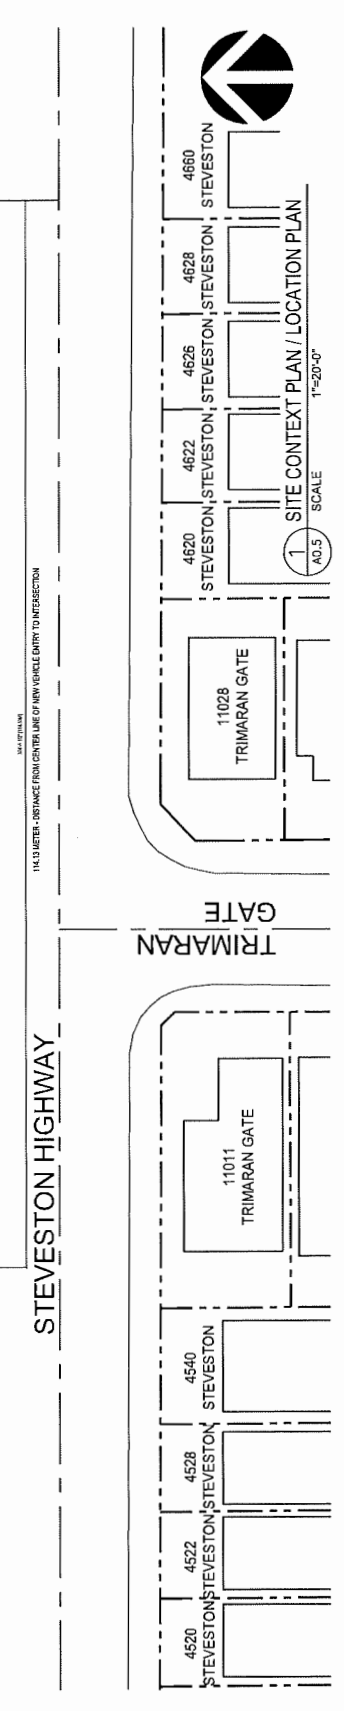 4660
STEVESTON
4628
STEVESTON
4626
STEVESTON
4622
STEVESTON
4620
STEVESTON
1
A0.5
SITE CONTEXT PLAN / LOCATION PLAN
SCALE
1"=20'-0"
114.13 METER - DISTANCE FROM CENTER LINE OF NEW VEHICLE ENTRY TO INTERSECTION
11028
TRIMARAN GATE
TRIMARAN
GATE
STEVESTON HIGHWAY
11011
TRIMARAN GATE
4540
STEVESTON
4528
STEVESTON
4522
STEVESTON
4520
STEVESTON